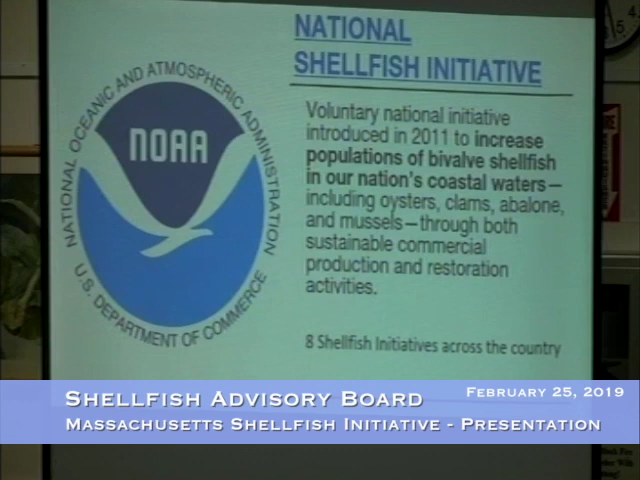 NATIONAL
SHELLFISH INITIATIVE
NATIONAL OCEANIC AND ATMOSPHERIC ADMINISTRATION
NOAA
U.S. DEPARTMENT OF COMMERCE
Voluntary national initiative
introduced in 2011 to increase
populations of bivalve shellfish
in our nation's coastal waters—
including oysters, clams, abalone,
and mussels—through both
sustainable commercial
production and restoration
activities.
8 Shellfish Initiatives across the country
Shellfish Advisory Board
February 25, 2019
Massachusetts Shellfish Initiative - Presentation